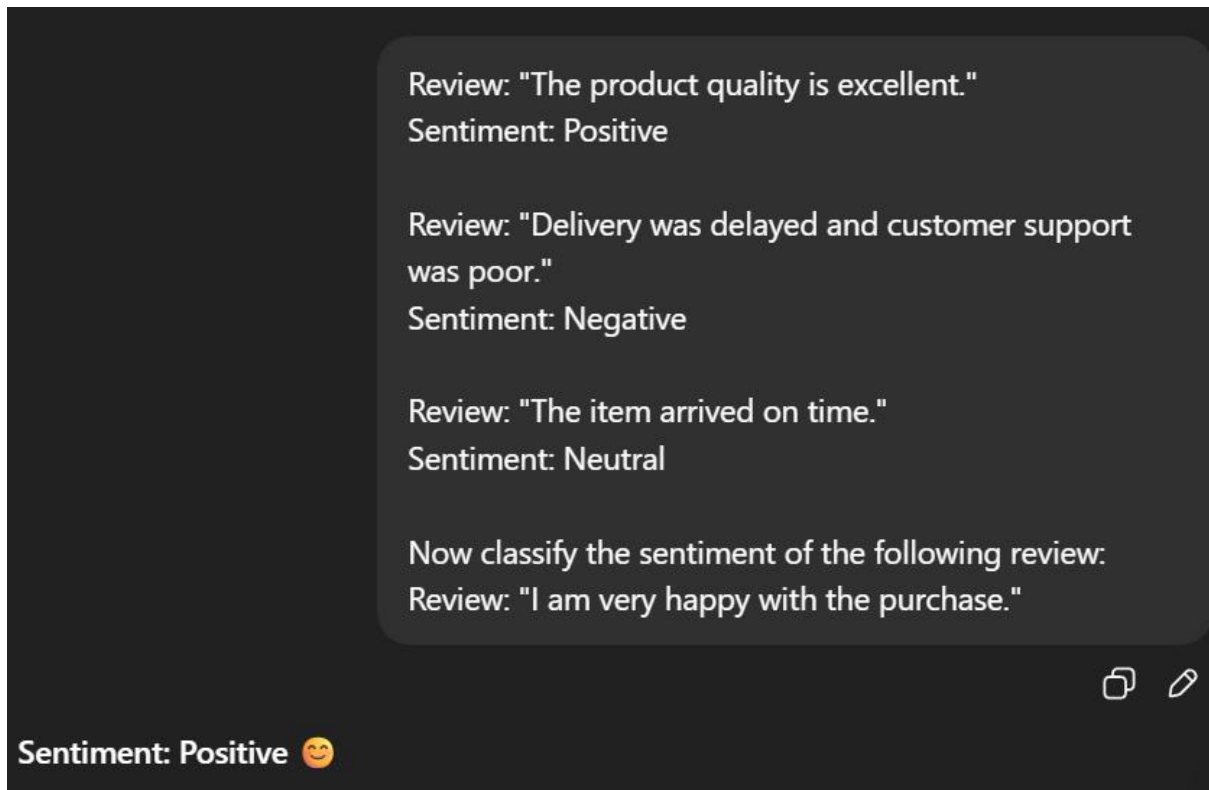 Review: "The product quality is excellent."
Sentiment: Positive
Review: "Delivery was delayed and customer support
was poor."
Sentiment: Negative
Review: "The item arrived on time."
Sentiment: Neutral
Now classify the sentiment of the following review:
Review: "I am very happy with the purchase."
Sentiment: Positive 😊